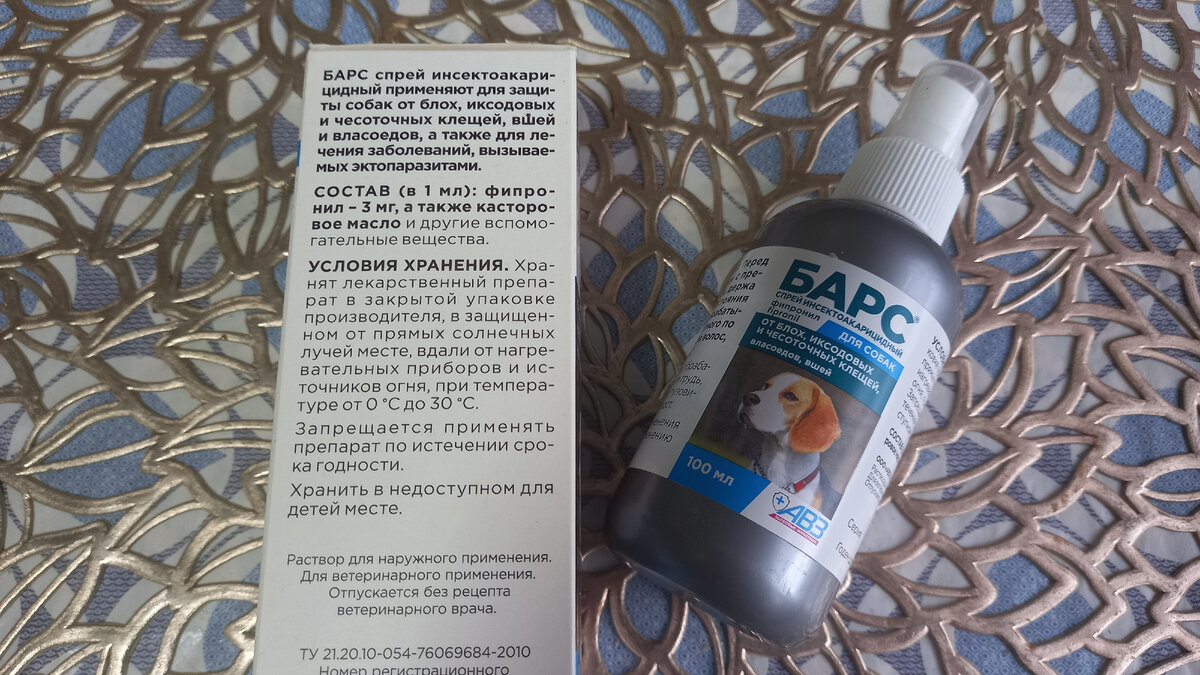 БАРС спрей инсектоакари-
цидный применяют для защи-
ты собак от блох, иксодовых
и чесоточных клещей, вшей
и власоедов, а также для ле-
чения заболеваний, вызывае-
мых эктопаразитами.
СОСТАВ (в 1 мл): фипро-
нил – 3 мг, а также касторо-
вое масло и другие вспомо-
гательные вещества.
УСЛОВИЯ ХРАНЕНИЯ. Хра-
нят лекарственный препа-
рат в закрытой упаковке
производителя, в защищен-
ном от прямых солнечных
лучей месте, вдали от нагре-
вательных приборов и ис-
точников огня, при темпера-
туре от 0 °C до 30 °C.
Запрещается применять
препарат по истечении сро-
ка годности.
Хранить в недоступном для
детей месте.
Раствор для наружного применения.
Для ветеринарного применения.
Отпускается без рецепта
ветеринарного врача.
ТУ 21.20.10-054-76069684-2010
Номер регистрационного
Перед
с пре-
держа
БАРС®
СПРЕЙ ИНСЕКТОАКАРИЦИДНЫЙ
фипронил
fipronil
ДЛЯ СОБАК
ОТ БЛОХ, ИКСОДОВЫХ
И ЧЕСОТОЧНЫХ КЛЕЩЕЙ,
власоедов, вшей
100 мл
АВЗ